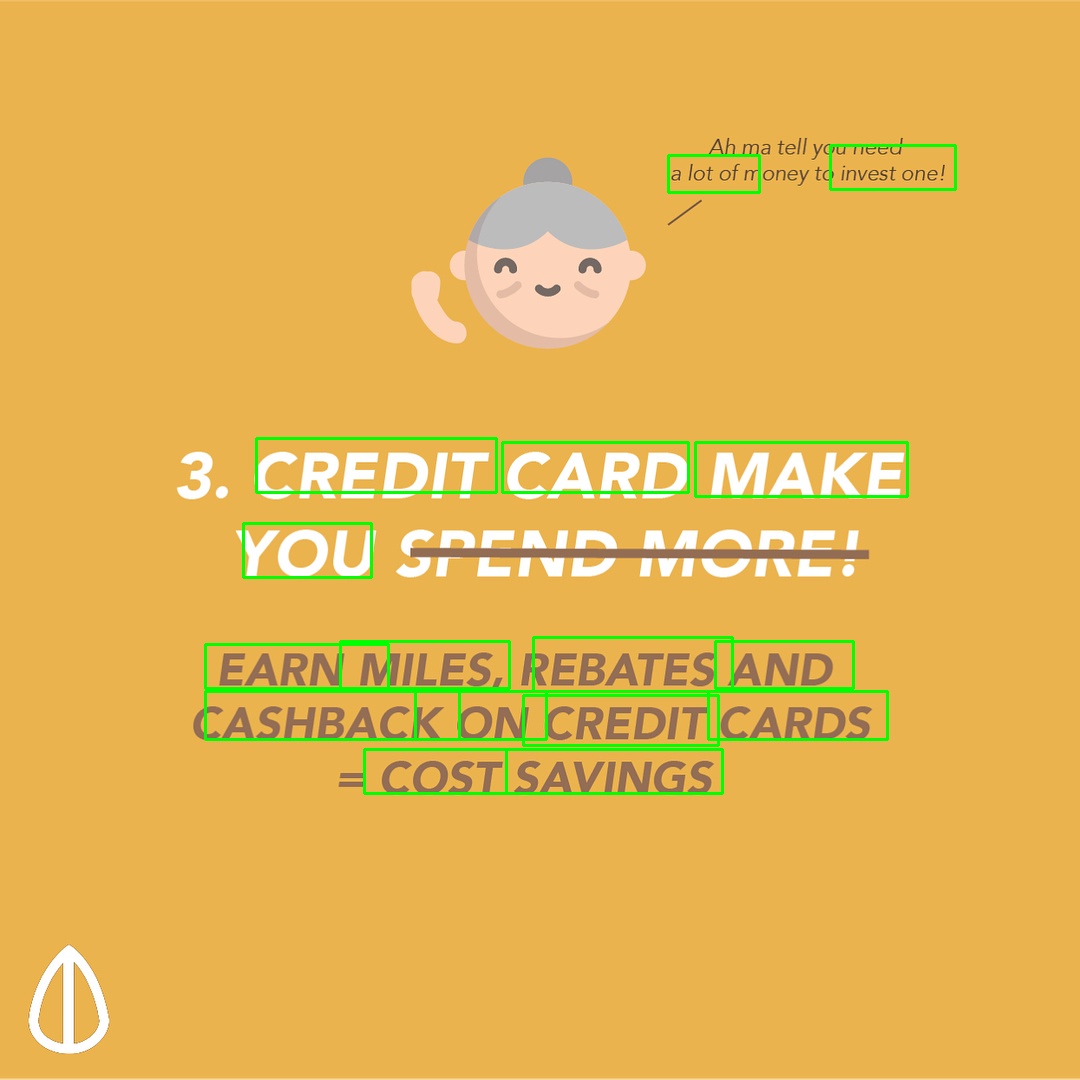 Ah ma tell you need
a lot of money to invest one!
3. CREDIT CARD MAKE
YOU SPEND MORE!
EARN MILES, REBATES AND
CASHBACK ON CREDIT CARDS
= COST SAVINGS